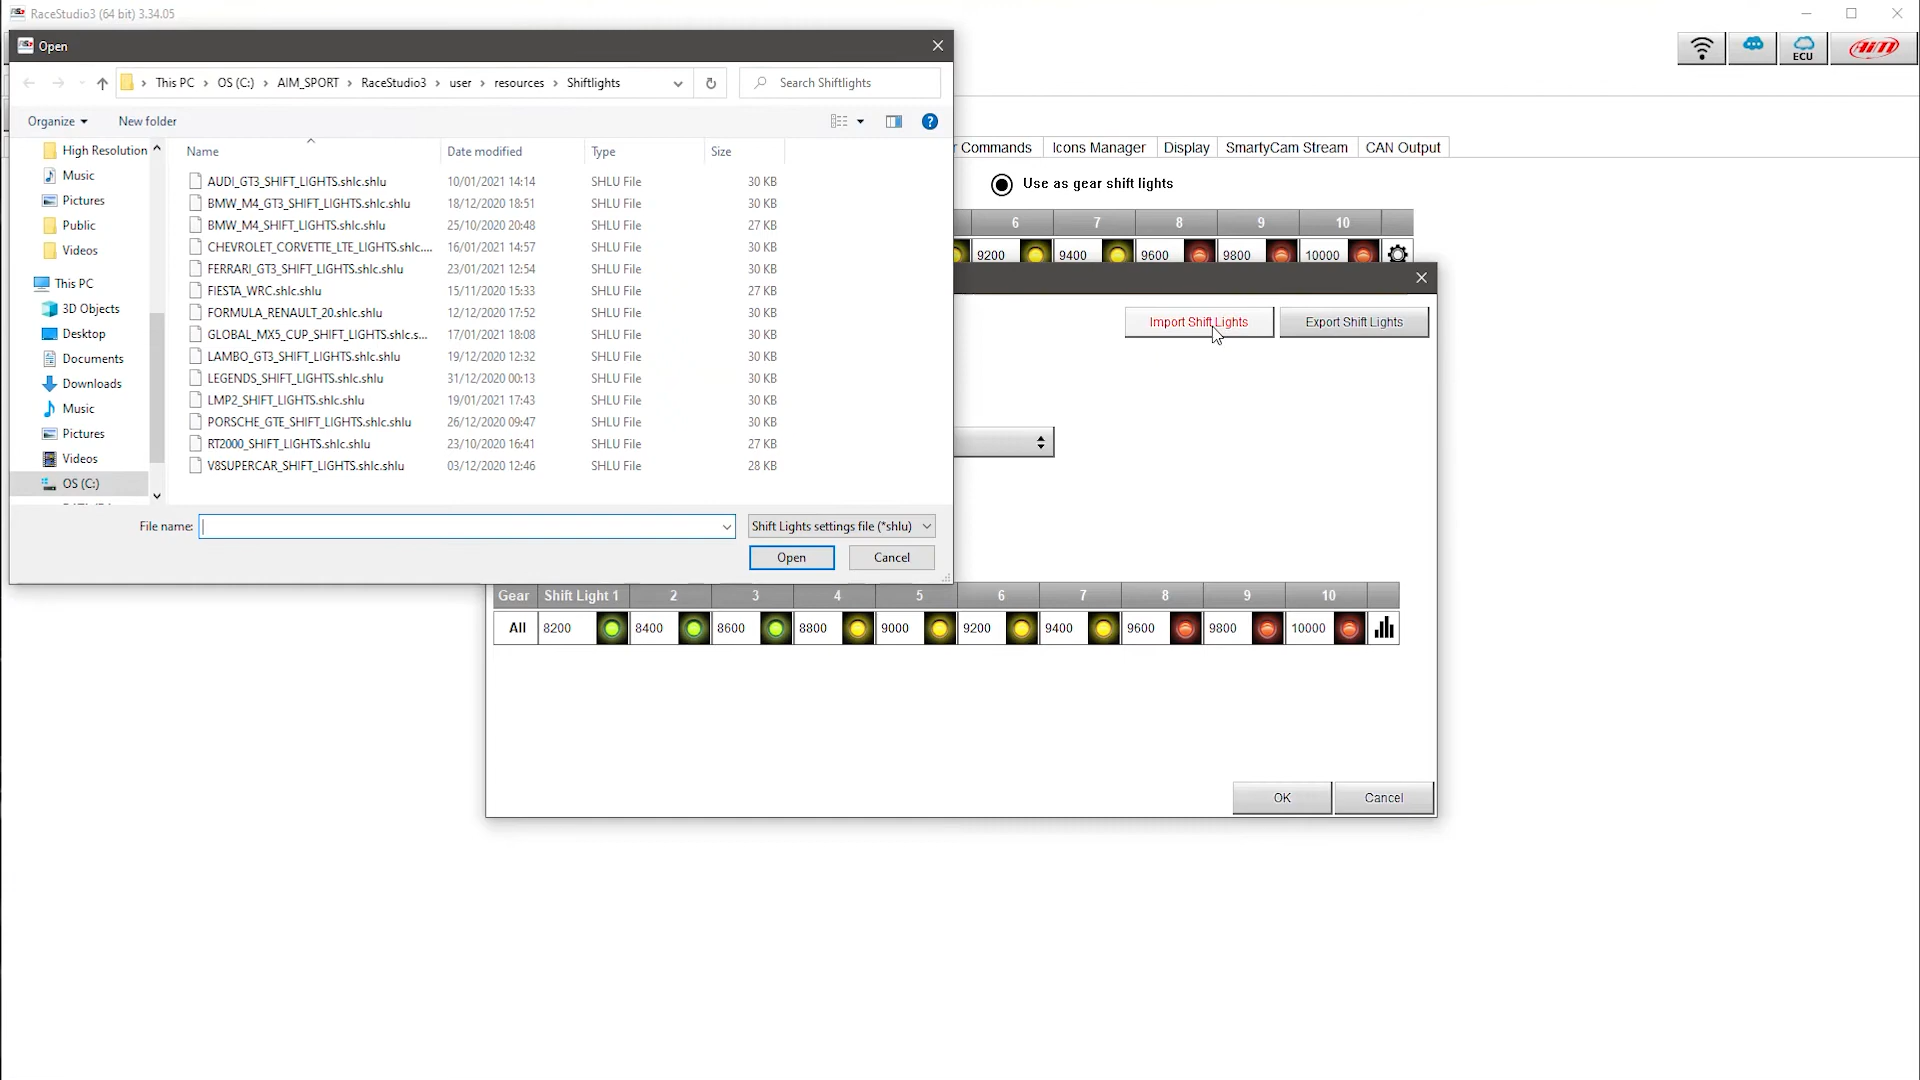 RaceStudio3 (64 bit) 3.34.05
Open
This PC > OS (C:) > AIM_SPORT > RaceStudio3 > user > resources > Shiftlights
Search Shiftlights
Organize
New folder
High Resolution
Music
Pictures
Public
Videos
This PC
3D Objects
Desktop
Documents
Downloads
Music
Pictures
Videos
OS (C:)
Name Date modified Type Size
AUDI_GT3_SHIFT_LIGHTS.shlc.shlu 10/01/2021 14:14 SHLU File 30 KB
BMW_M4_GT3_SHIFT_LIGHTS.shlc.shlu 18/12/2020 18:51 SHLU File 30 KB
BMW_M4_SHIFT_LIGHTS.shlc.shlu 25/10/2020 20:48 SHLU File 27 KB
CHEVROLET_CORVETTE_LTE_LIGHTS.shlc.... 16/01/2021 14:57 SHLU File 30 KB
FERRARI_GT3_SHIFT_LIGHTS.shlc.shlu 23/01/2021 12:54 SHLU File 30 KB
FIESTA_WRC.shlc.shlu 15/11/2020 15:33 SHLU File 27 KB
FORMULA_RENAULT_20.shlc.shlu 12/12/2020 17:52 SHLU File 30 KB
GLOBAL_MX5_CUP_SHIFT_LIGHTS.shlc.s... 17/01/2021 18:08 SHLU File 30 KB
LAMBO_GT3_SHIFT_LIGHTS.shlc.shlu 19/12/2020 12:32 SHLU File 30 KB
LEGENDS_SHIFT_LIGHTS.shlc.shlu 31/12/2020 00:13 SHLU File 30 KB
LMP2_SHIFT_LIGHTS.shlc.shlu 19/01/2021 17:43 SHLU File 30 KB
PORSCHE_GTE_SHIFT_LIGHTS.shlc.shlu 26/12/2020 09:47 SHLU File 30 KB
RT2000_SHIFT_LIGHTS.shlc.shlu 23/10/2020 16:41 SHLU File 27 KB
V8SUPERCAR_SHIFT_LIGHTS.shlc.shlu 03/12/2020 12:46 SHLU File 28 KB
File name:
Shift Lights settings file (*shlu)
Open
Cancel
ECU
AiM
Commands Icons Manager Display SmartyCam Stream CAN Output
Use as gear shift lights
6 7 8 9 10
9200 9400 9600 9800 10000
Import Shift Lights
Export Shift Lights
Gear Shift Light 1 2 3 4 5 6 7 8 9 10
All 8200 8400 8600 8800 9000 9200 9400 9600 9800 10000
OK
Cancel